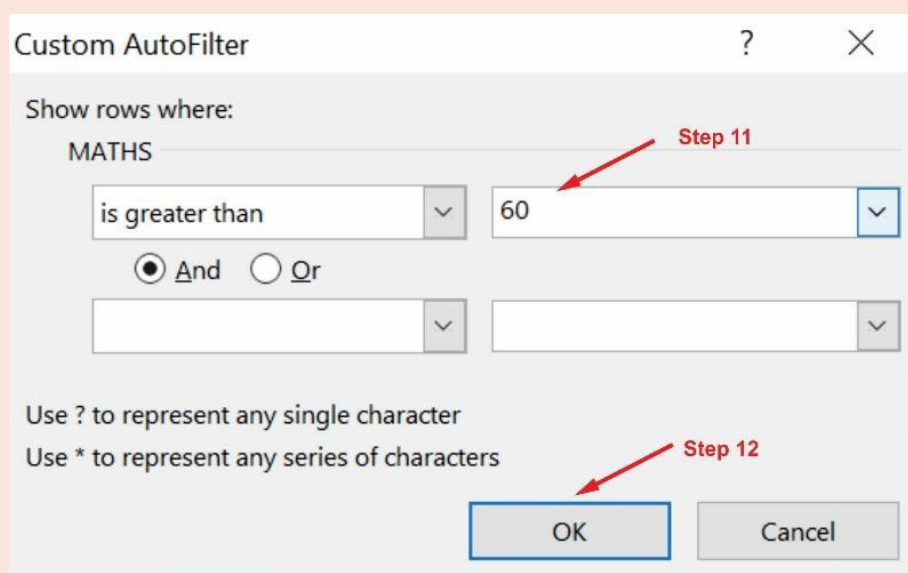 Custom AutoFilter ?
Show rows where:
MATHS
Step 11
is greater than 60
And Or
Use ? to represent any single character
Use * to represent any series of characters
Step 12
OK Cancel